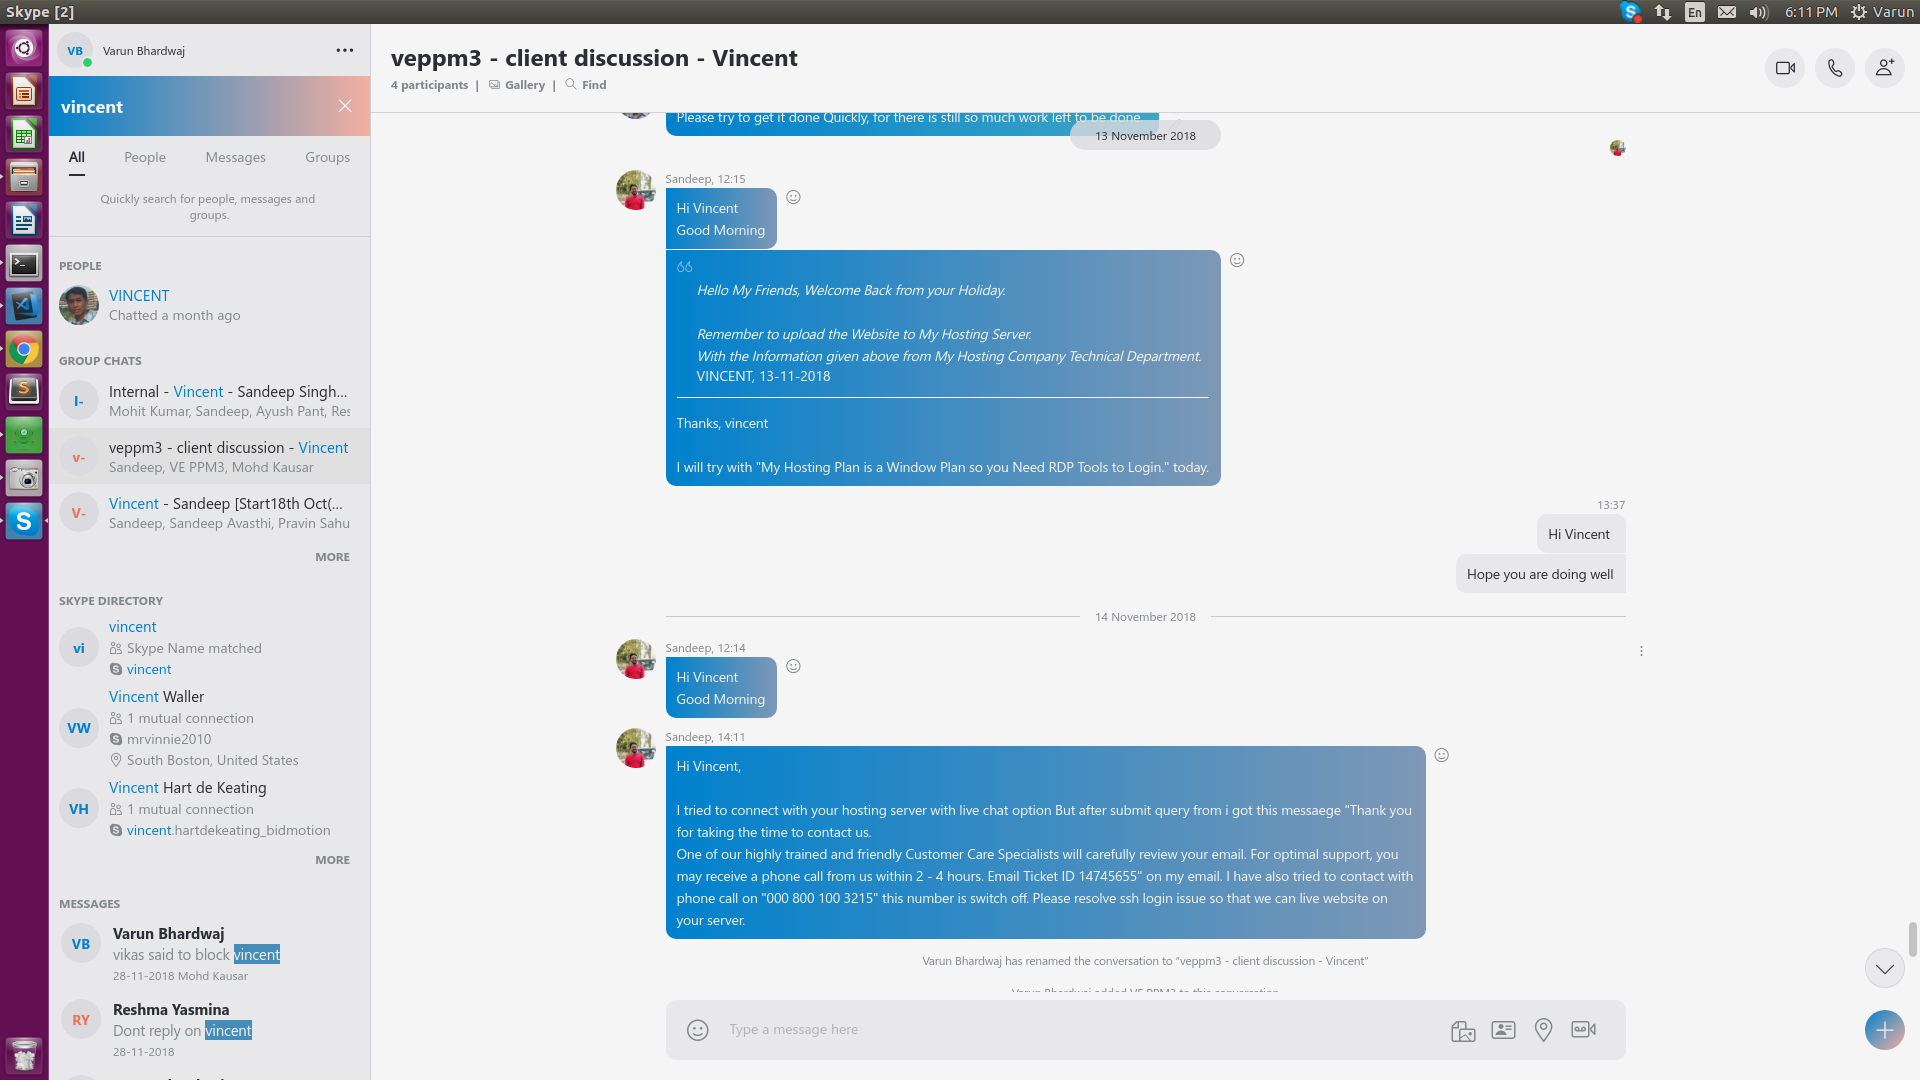 Skype [2]
En
6:11 PM
Varun
VB
Varun Bhardwaj
vincent
All
People
Messages
Groups
Quickly search for people, messages and
groups.
PEOPLE
VINCENT
Chatted a month ago
GROUP CHATS
I-
Internal - Vincent - Sandeep Singh...
Mohit Kumar, Sandeep, Ayush Pant, Res
v-
veppm3 - client discussion - Vincent
Sandeep, VE PPM3, Mohd Kausar
V-
Vincent - Sandeep [Start18th Oct(...
Sandeep, Sandeep Avasthi, Pravin Sahu
MORE
SKYPE DIRECTORY
vi
vincent
Skype Name matched
vincent
VW
Vincent Waller
1 mutual connection
mrvinnie2010
South Boston, United States
VH
Vincent Hart de Keating
1 mutual connection
vincent.hartdekeating_bidmotion
MORE
MESSAGES
VB
Varun Bhardwaj
vikas said to block vincent
28-11-2018 Mohd Kausar
RY
Reshma Yasmina
Dont reply on vincent
28-11-2018
veppm3 - client discussion - Vincent
4 participants | Gallery | Find
Please try to get it done Quickly, for there is still so much work left to be done
13 November 2018
Sandeep, 12:15
Hi Vincent
Good Morning
Hello My Friends, Welcome Back from your Holiday.
Remember to upload the Website to My Hosting Server.
With the Information given above from My Hosting Company Technical Department.
VINCENT, 13-11-2018
Thanks, vincent
I will try with "My Hosting Plan is a Window Plan so you Need RDP Tools to Login." today.
13:37
Hi Vincent
Hope you are doing well
14 November 2018
Sandeep, 12:14
Hi Vincent
Good Morning
Sandeep, 14:11
Hi Vincent,
I tried to connect with your hosting server with live chat option But after submit query from i got this messaege "Thank you
for taking the time to contact us.
One of our highly trained and friendly Customer Care Specialists will carefully review your email. For optimal support, you
may receive a phone call from us within 2 - 4 hours. Email Ticket ID 14745655" on my email. I have also tried to contact with
phone call on "000 800 100 3215" this number is switch off. Please resolve ssh login issue so that we can live website on
your server.
Varun Bhardwaj has renamed the conversation to "veppm3 - client discussion - Vincent"
Varun Bhardwaj added VE PPM3 to this conversation
Type a message here